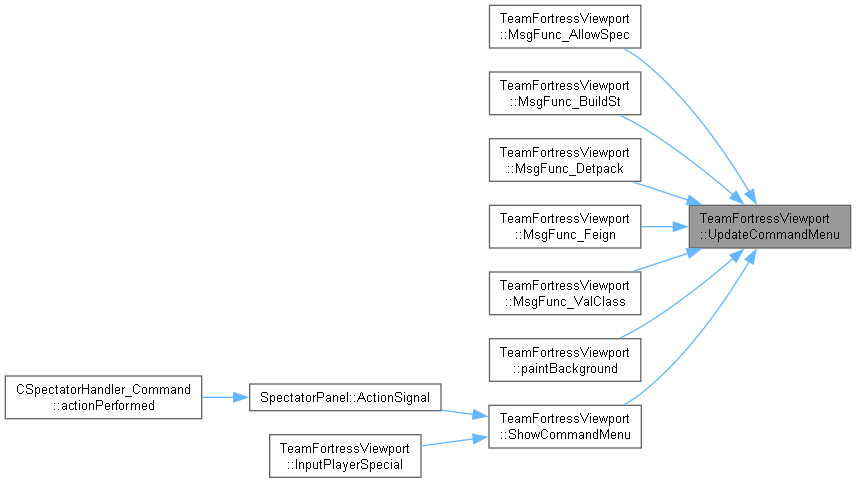 TeamFortressViewport
::MsgFunc_AllowSpec
TeamFortressViewport
::MsgFunc_BuildSt
TeamFortressViewport
::MsgFunc_Detpack
TeamFortressViewport
::UpdateCommandMenu
TeamFortressViewport
::MsgFunc_Feign
TeamFortressViewport
::MsgFunc_ValClass
TeamFortressViewport
::paintBackground
CSpectatorHandler_Command
::actionPerformed
SpectatorPanel::ActionSignal
TeamFortressViewport
::ShowCommandMenu
TeamFortressViewport
::InputPlayerSpecial